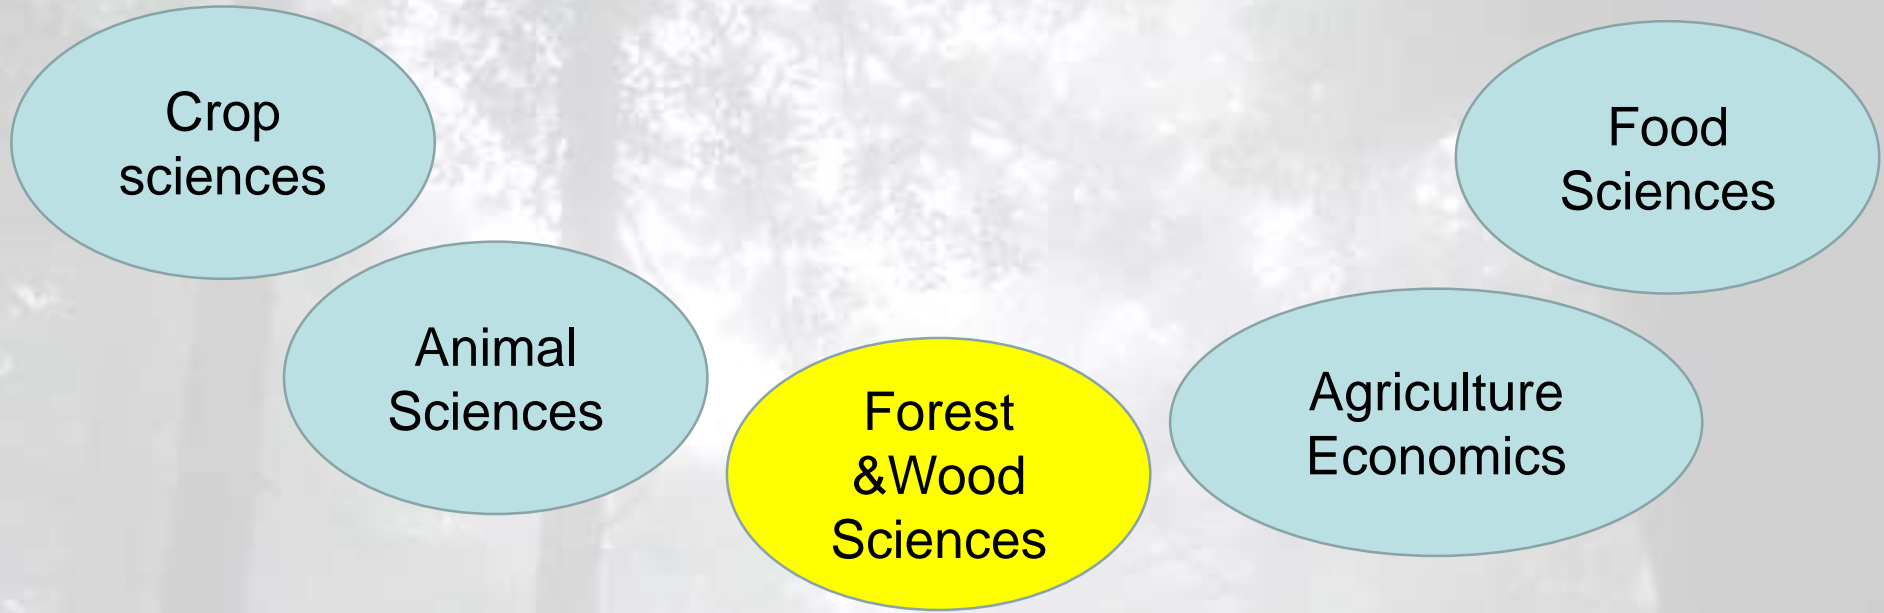 Crop
sciences
Animal
Sciences
Forest
&Wood
Sciences
Agriculture
Economics
Food
Sciences